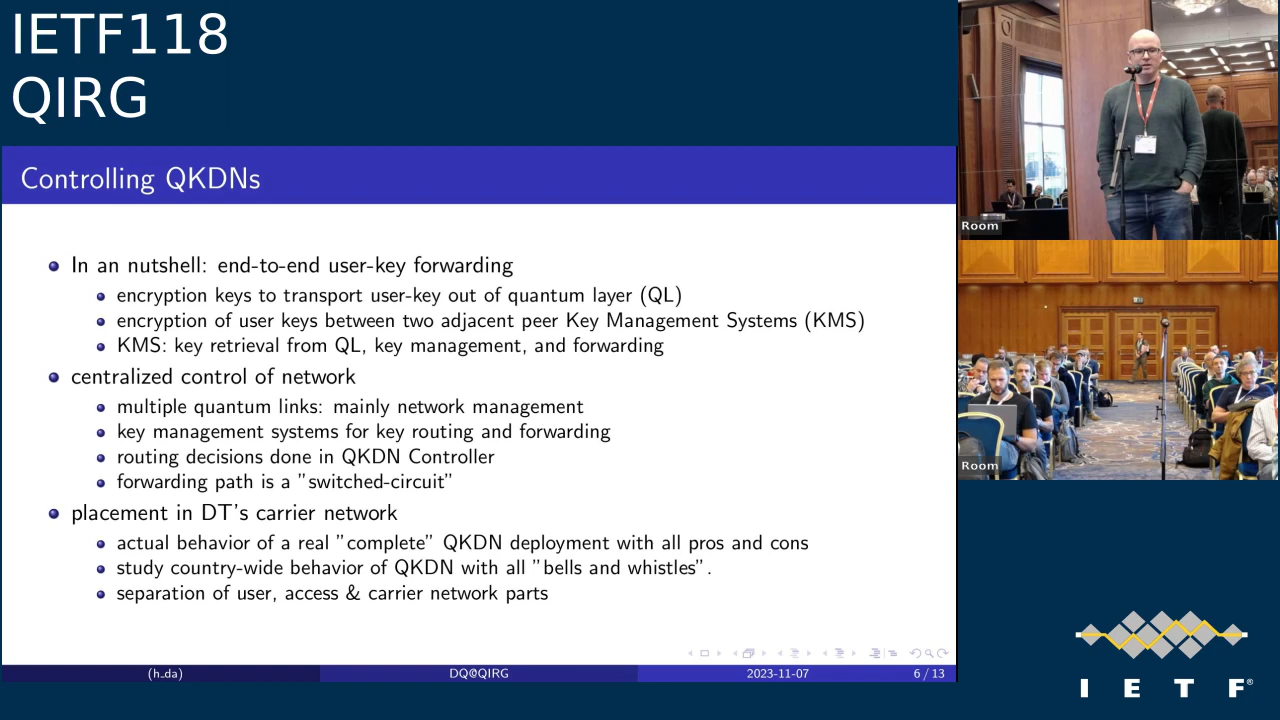 IETF118
QIRG
Controlling QKDNs
In an nutshell: end-to-end user-key forwarding
encryption keys to transport user-key out of quantum layer (QL)
encryption of user keys between two adjacent peer Key Management Systems (KMS)
KMS: key retrieval from QL, key management, and forwarding
centralized control of network
multiple quantum links: mainly network management
key management systems for key routing and forwarding
routing decisions done in QKDN Controller
forwarding path is a "switched-circuit"
placement in DT's carrier network
actual behavior of a real "complete" QKDN deployment with all pros and cons
study country-wide behavior of QKDN with all "bells and whistles".
separation of user, access & carrier network parts
(h_da)
DQ@QIRG
2023-11-07
6 / 13
Room
Room
I E T F®